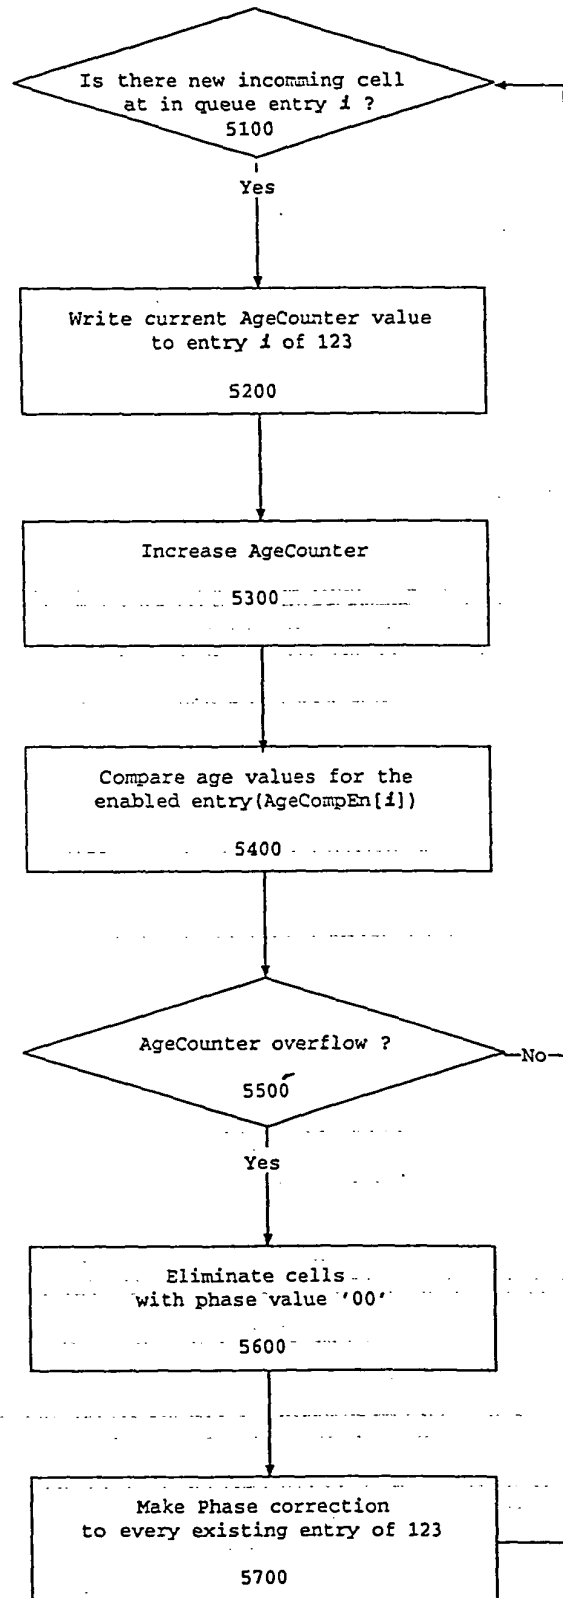 Is there new incomming cell
at in queue entry i ?
5100
Yes
Write current AgeCounter value
to entry i of 123
5200
Increase AgeCounter
5300
Compare age values for the
enabled entry(AgeCompEn[i])
5400
AgeCounter overflow ?
5500
No
Yes
Eliminate cells
with phase value '00'
5600
Make Phase correction
to every existing entry of 123
5700